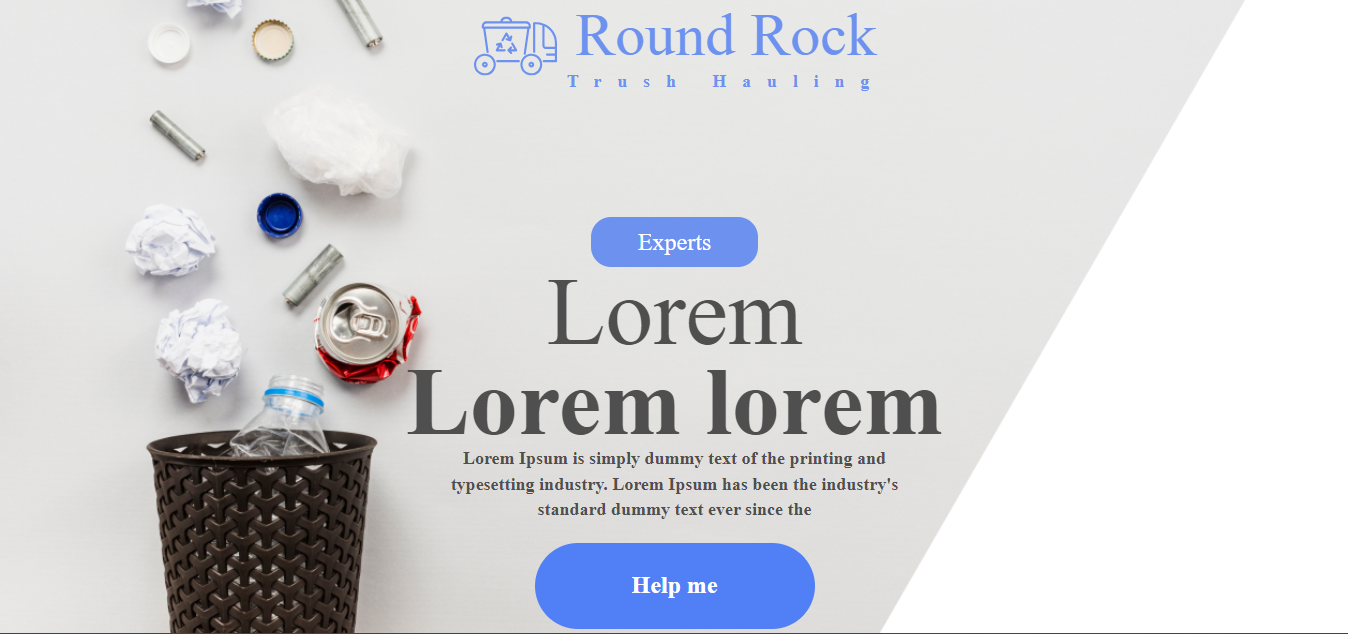 Round Rock
Trush Hauling
Experts
Lorem
Lorem lorem
Lorem Ipsum is simply dummy text of the printing and
typesetting industry. Lorem Ipsum has been the industry's
standard dummy text ever since the
Help me